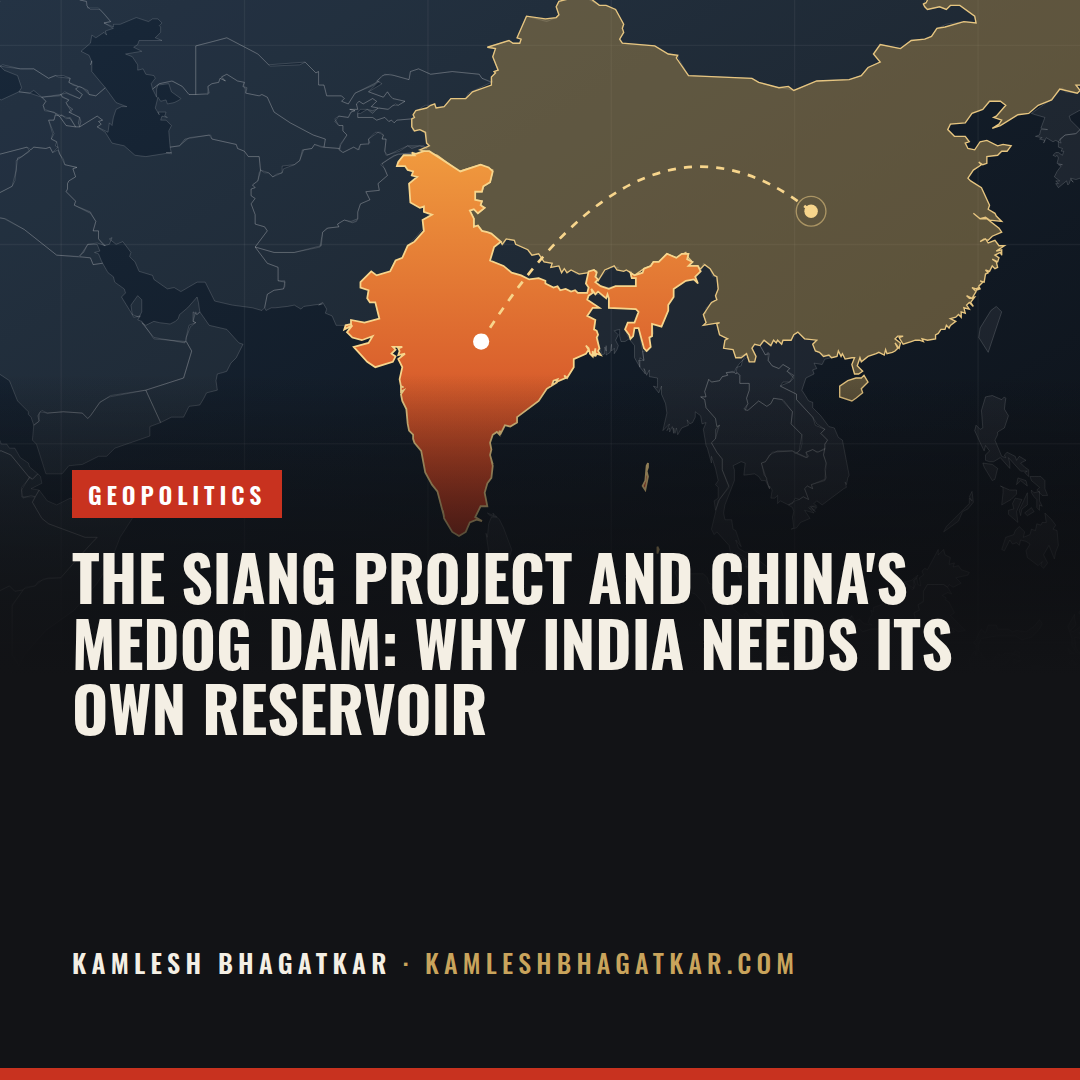 GEOPOLITICS
THE SIANG PROJECT AND CHINA'S
MEDOG DAM: WHY INDIA NEEDS ITS
OWN RESERVOIR
KAMLESH BHAGATKAR · KAMLESHBHAGATKAR.COM